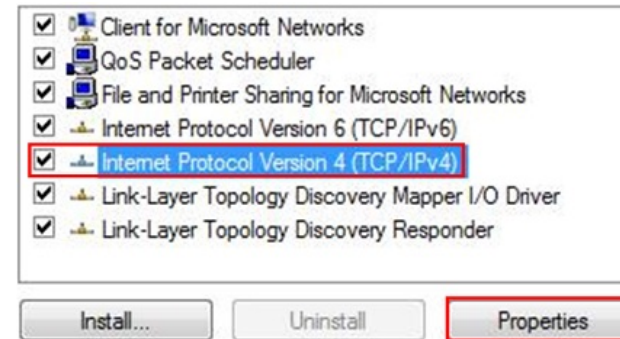 Client for Microsoft Networks
QoS Packet Scheduler
File and Printer Sharing for Microsoft Networks
Internet Protocol Version 6 (TCP/IPv6)
Internet Protocol Version 4 (TCP/IPv4)
Link-Layer Topology Discovery Mapper I/O Driver
Link-Layer Topology Discovery Responder
Install... Uninstall Properties